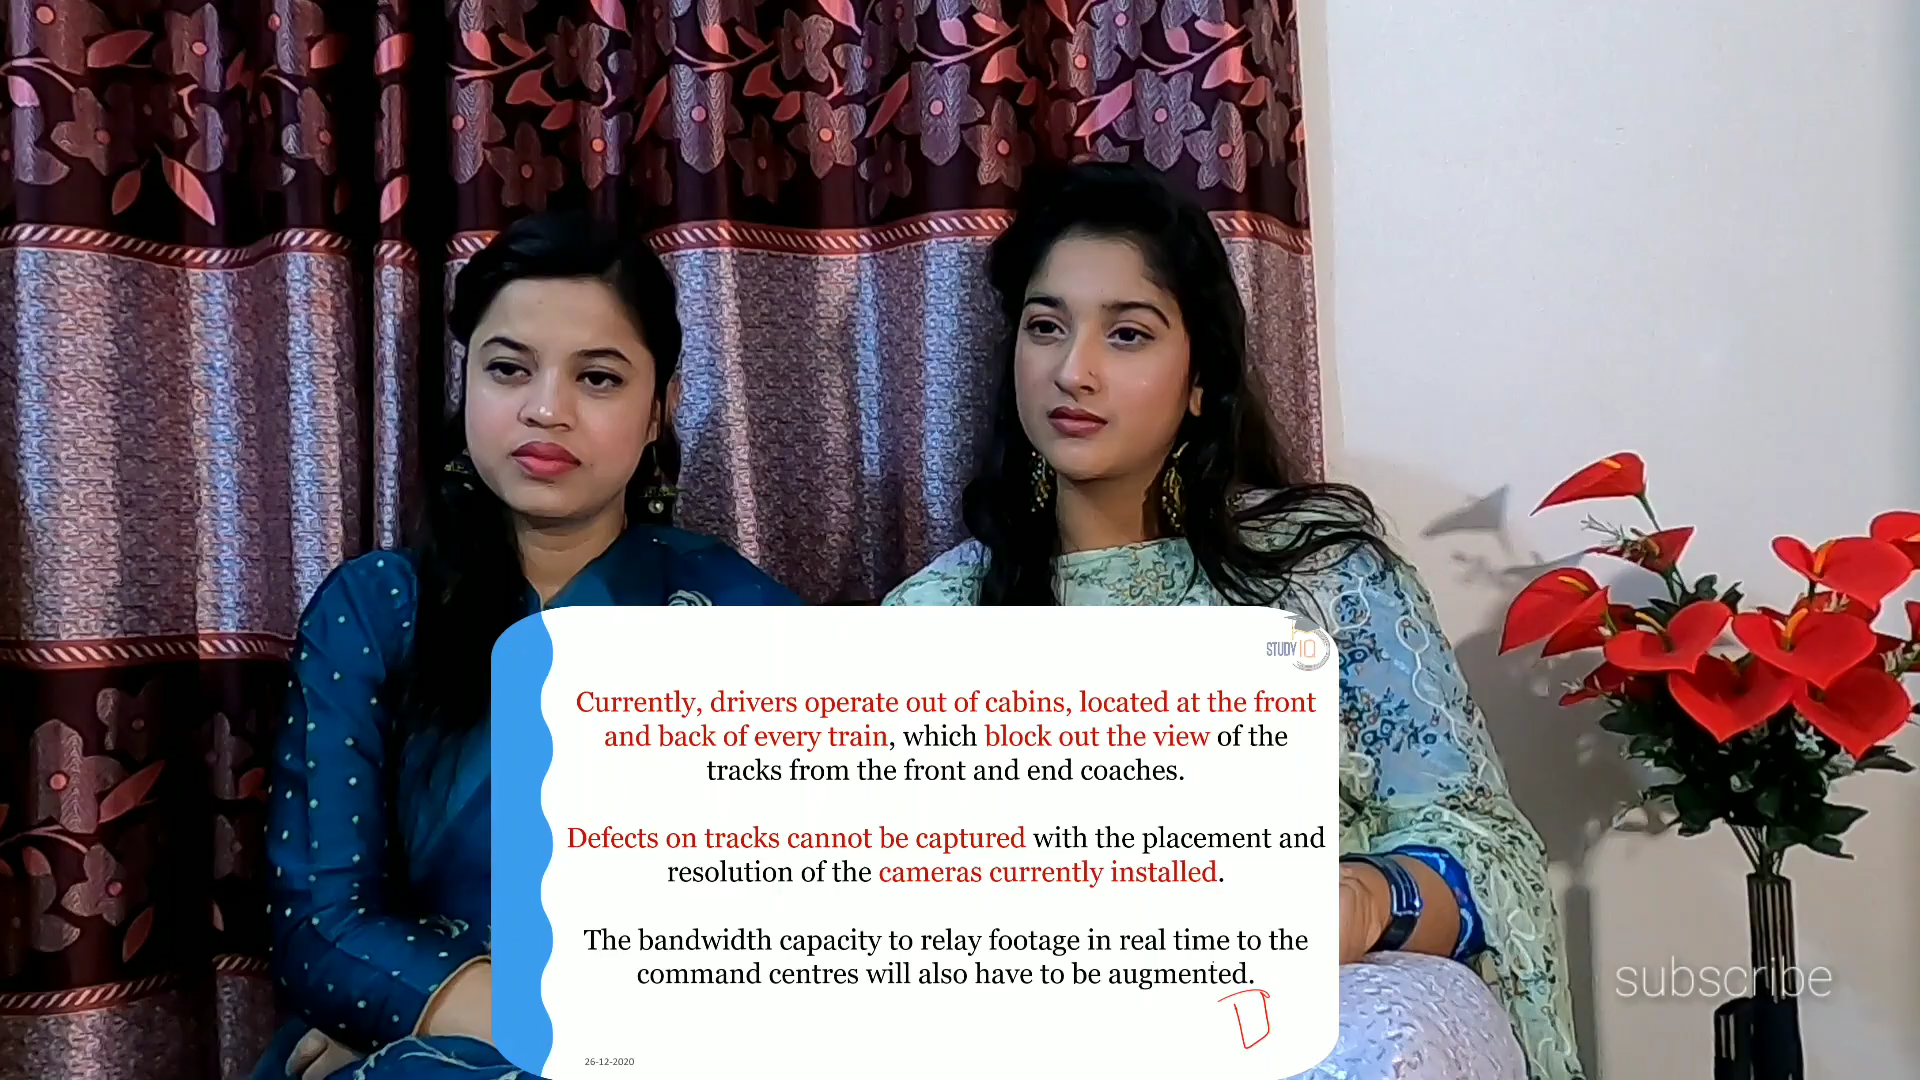 STUDY IQ
Currently, drivers operate out of cabins, located at the front
and back of every train, which block out the view of the
tracks from the front and end coaches.
Defects on tracks cannot be captured with the placement and
resolution of the cameras currently installed.
The bandwidth capacity to relay footage in real time to the
command centres will also have to be augmented.
26-12-2020
subscribe